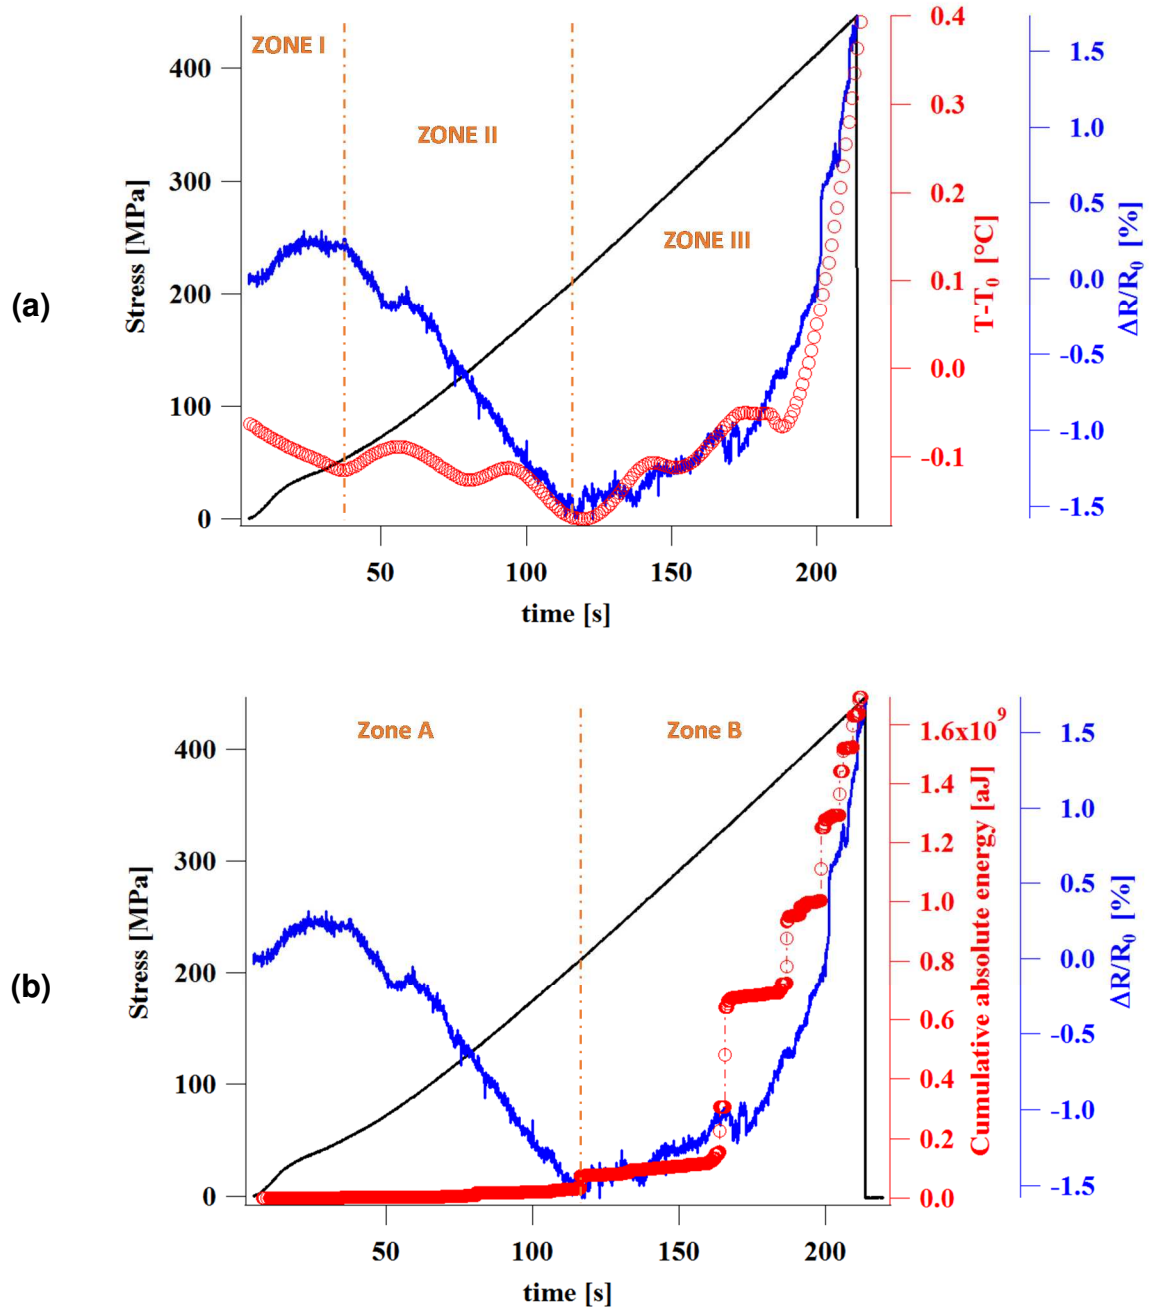 (a)
ZONE I
ZONE II
ZONE III
Stress [MPa]
400
300
200
100
0
50
100
150
200
time [s]
0.4
0.3
0.2
0.1
0.0
-0.1
T-T0 [°C]
1.5
1.0
0.5
0.0
-0.5
-1.0
-1.5
ΔR/R0 [%]
(b)
Zone A
Zone B
Stress [MPa]
400
300
200
100
0
50
100
150
200
time [s]
1.6x10^9
1.4
1.2
1.0
0.8
0.6
0.4
0.2
0.0
Cumulative absolute energy [aJ]
1.5
1.0
0.5
0.0
-0.5
-1.0
-1.5
ΔR/R0 [%]